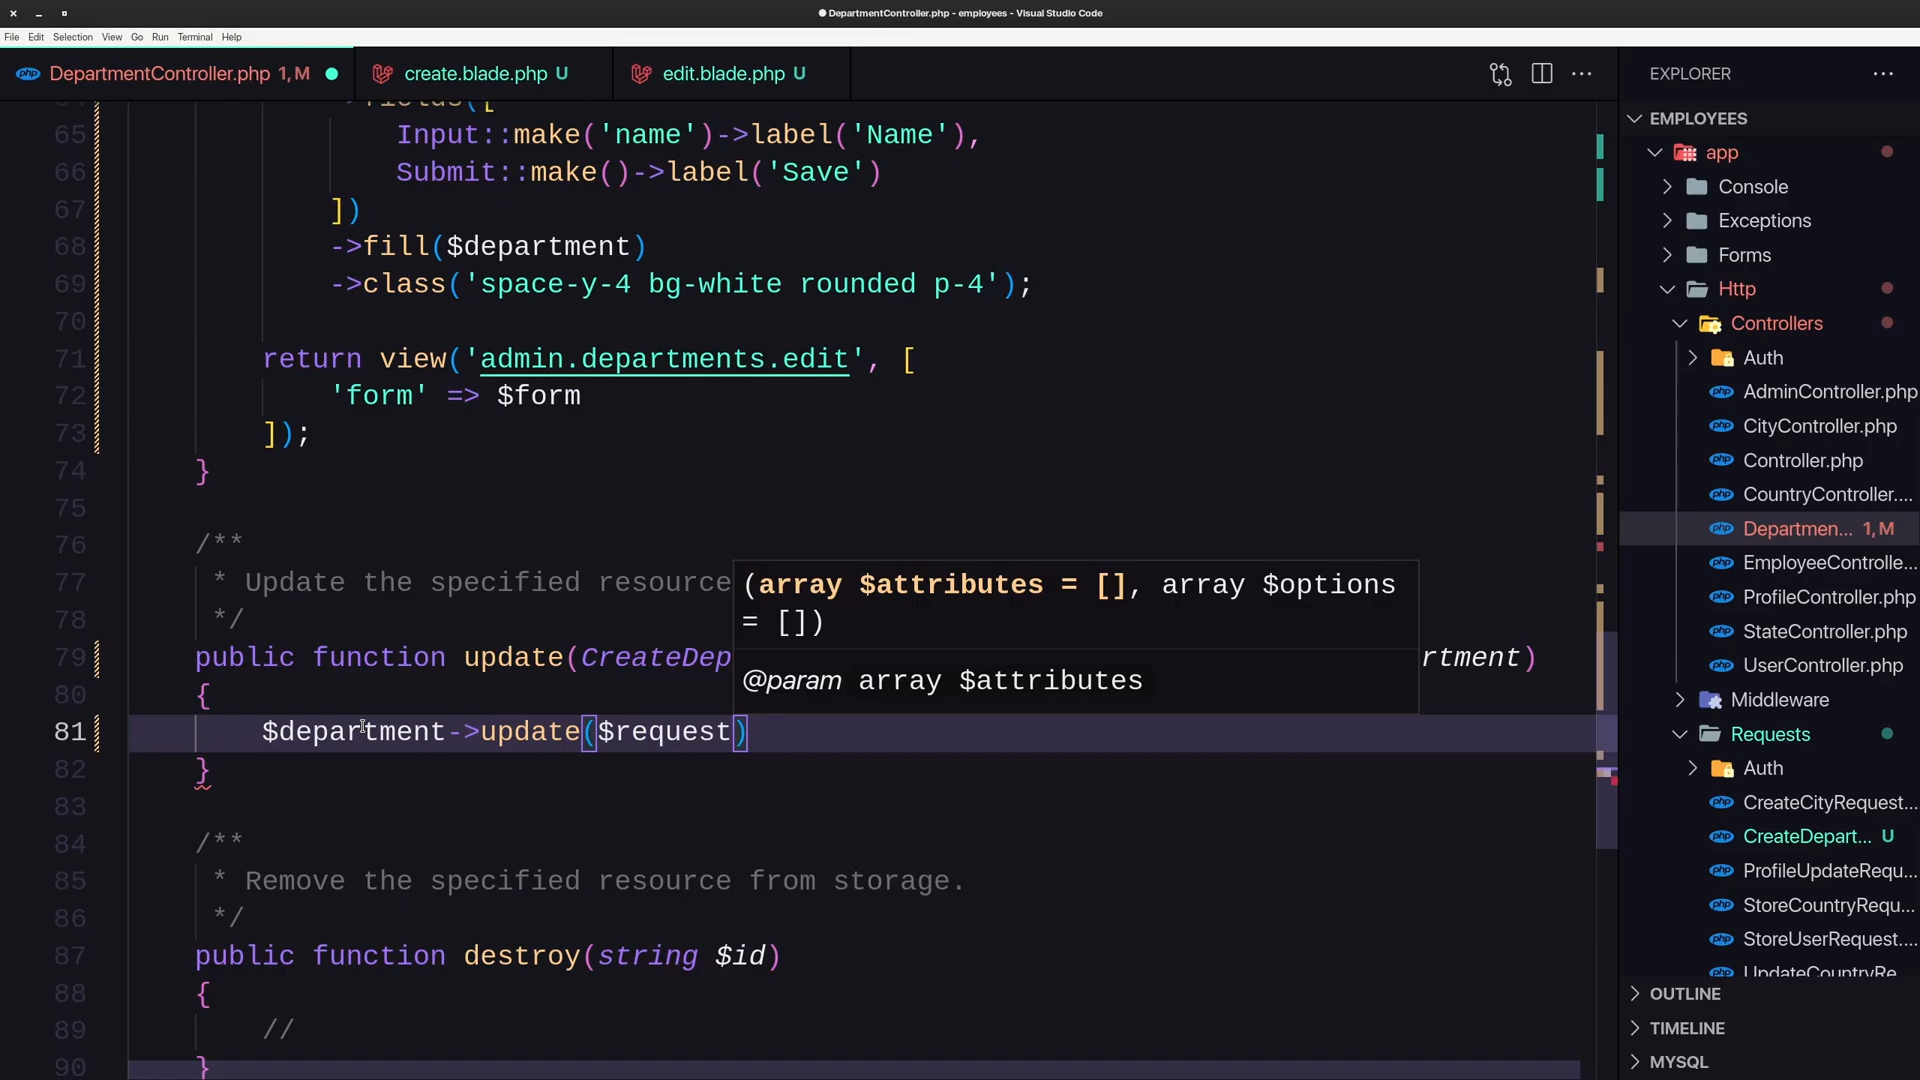 DepartmentController.php - employees - Visual Studio Code
File Edit Selection View Go Run Terminal Help
DepartmentController.php 1, M
create.blade.php U
edit.blade.php U
EXPLORER
EMPLOYEES
->fields([
65 Input::make('name')->label('Name'),
66 Submit::make()->label('Save')
67 ])
68 ->fill($department)
69 ->class('space-y-4 bg-white rounded p-4');
70
71 return view('admin.departments.edit', [
72 'form' => $form
73 ]);
74 }
75
76 /**
77 * Update the specified resource
78 */
79 public function update(CreateDep rtment)
80 {
81 $department->update($request)
82 }
83
84 /**
85 * Remove the specified resource from storage.
86 */
87 public function destroy(string $id)
88 {
89 //
90 }
(array $attributes = [], array $options
= [])
@param array $attributes
app
Console
Exceptions
Forms
Http
Controllers
Auth
AdminController.php
CityController.php
Controller.php
CountryController....
Departmen... 1, M
EmployeeControlle...
ProfileController.php
StateController.php
UserController.php
Middleware
Requests
Auth
CreateCityRequest...
CreateDepart... U
ProfileUpdateRequ...
StoreCountryRequ...
StoreUserRequest....
UpdateCountryRe
OUTLINE
TIMELINE
MYSQL